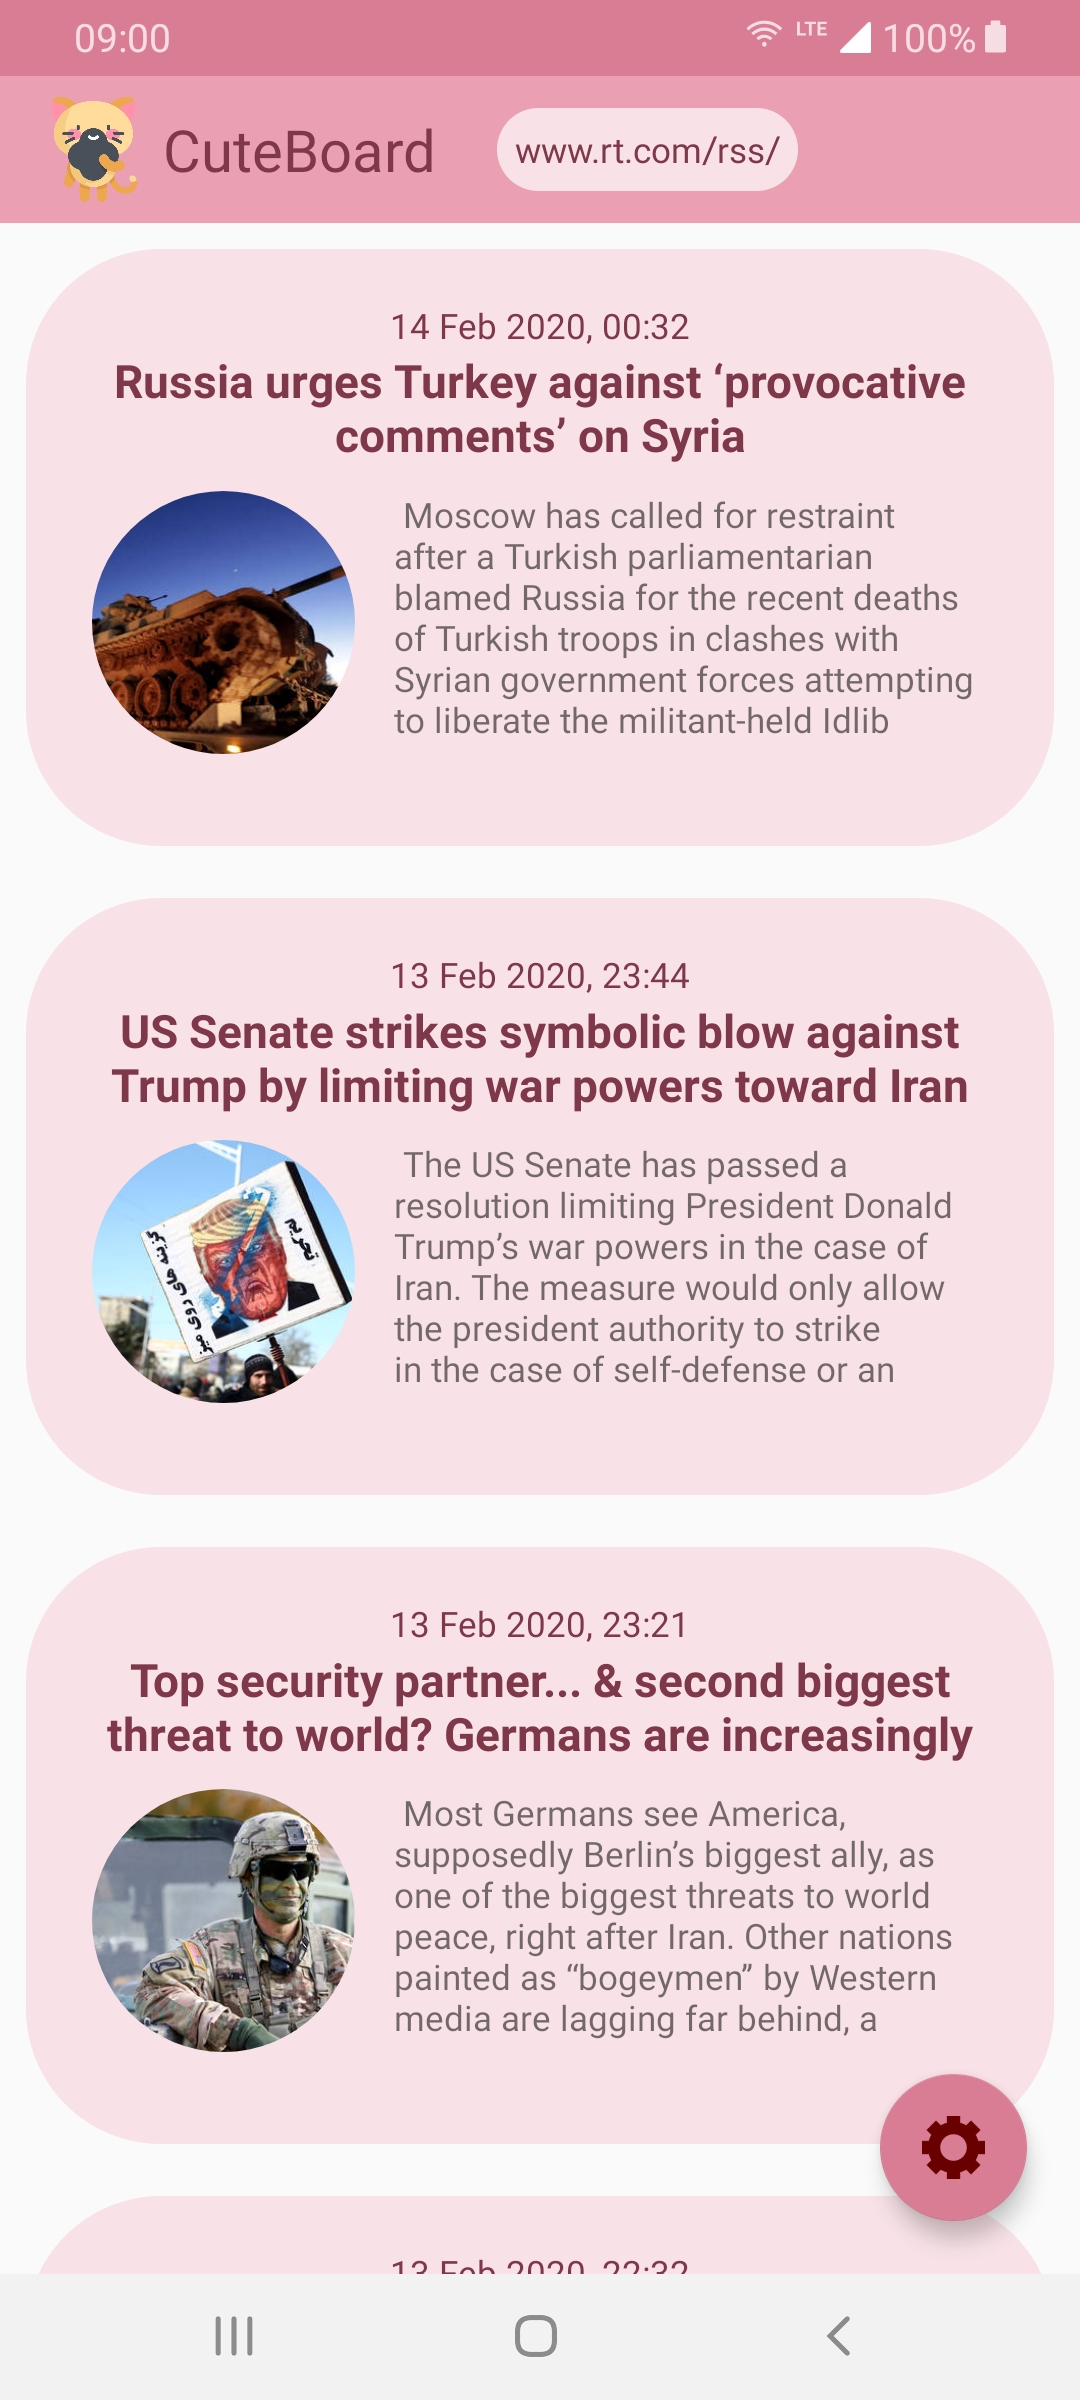 09:00
LTE
100%
CuteBoard
www.rt.com/rss/
14 Feb 2020, 00:32
Russia urges Turkey against ‘provocative
comments’ on Syria
Moscow has called for restraint
after a Turkish parliamentarian
blamed Russia for the recent deaths
of Turkish troops in clashes with
Syrian government forces attempting
to liberate the militant-held Idlib
13 Feb 2020, 23:44
US Senate strikes symbolic blow against
Trump by limiting war powers toward Iran
The US Senate has passed a
resolution limiting President Donald
Trump’s war powers in the case of
Iran. The measure would only allow
the president authority to strike
in the case of self-defense or an
13 Feb 2020, 23:21
Top security partner... & second biggest
threat to world? Germans are increasingly
Most Germans see America,
supposedly Berlin’s biggest ally, as
one of the biggest threats to world
peace, right after Iran. Other nations
painted as “bogeymen” by Western
media are lagging far behind, a
13 Feb 2020, 22:32